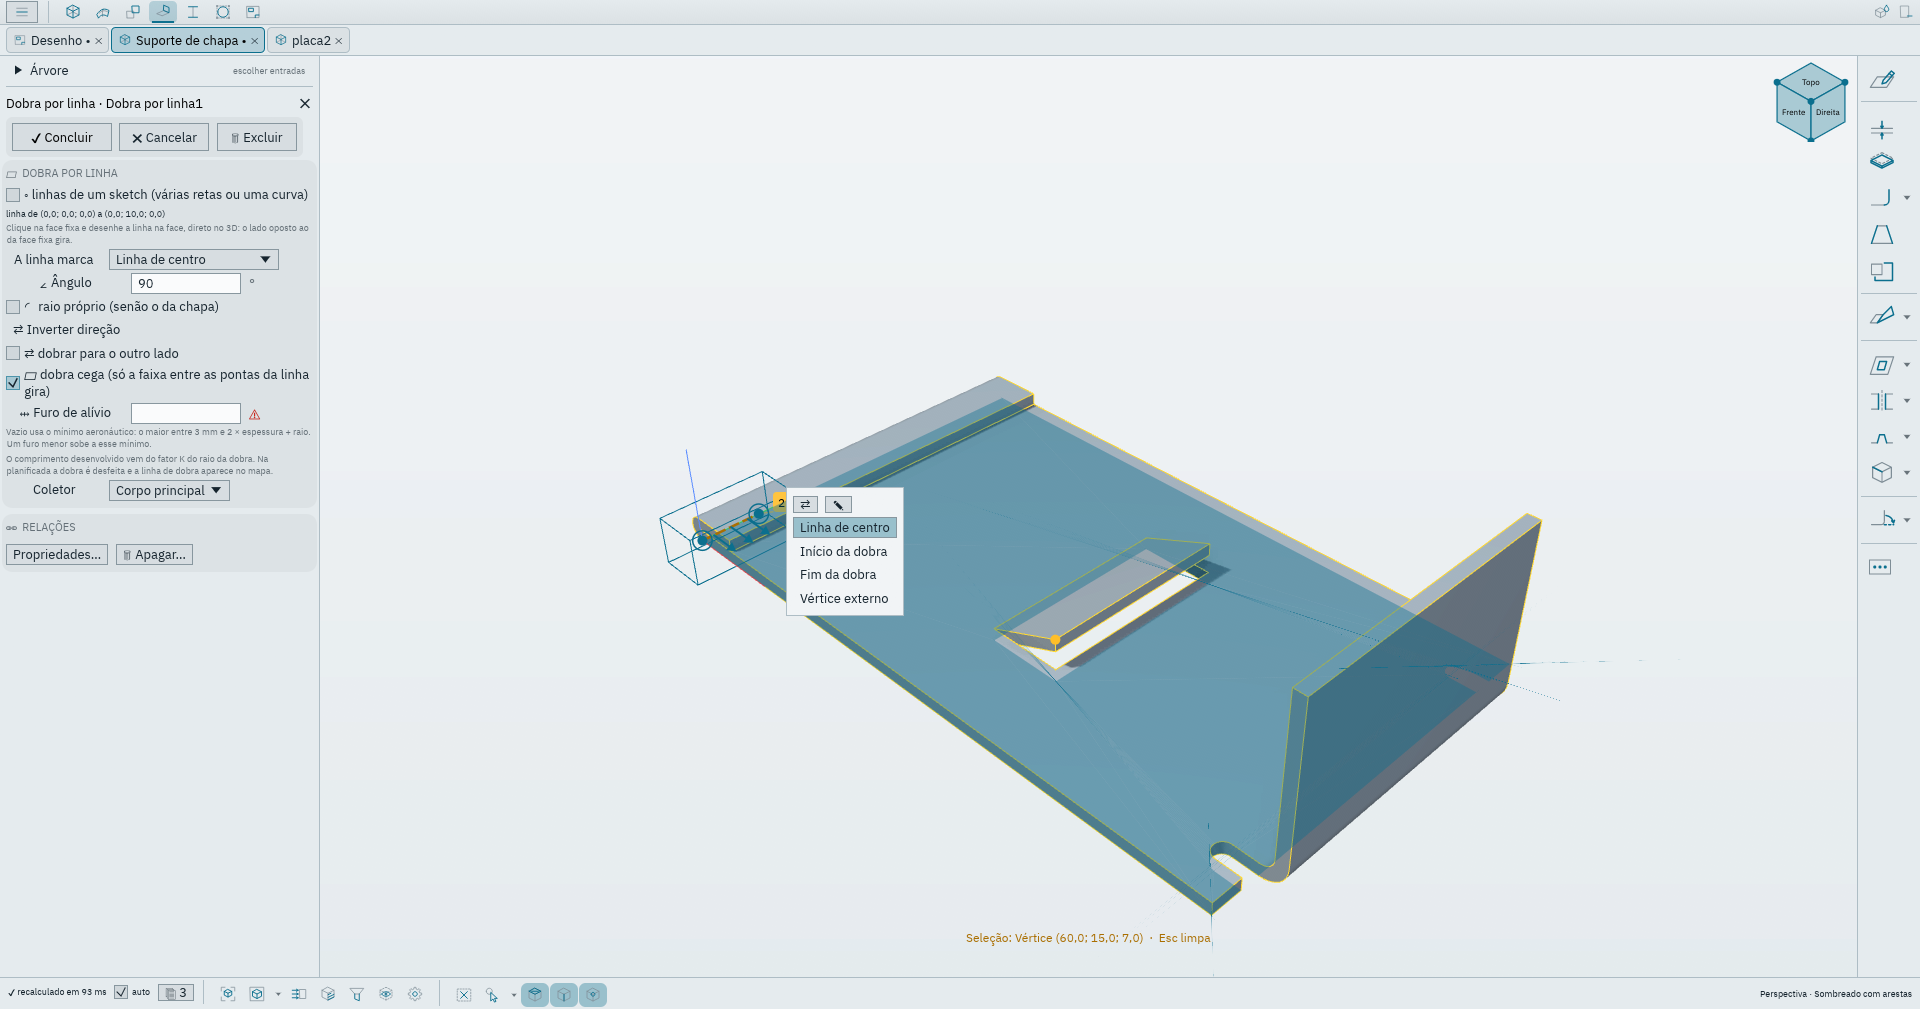 Desenho •
Suporte de chapa •
placa2
Árvore
escolher entradas
Dobra por linha · Dobra por linha1
Concluir
Cancelar
Excluir
DOBRA POR LINHA
linhas de um sketch (várias retas ou uma curva)
linha de (0,0; 0,0; 0,0) a (0,0; 10,0; 0,0)
Clique na face fixa e desenhe a linha na face, direto no 3D: o lado oposto ao
da face fixa gira.
A linha marca
Linha de centro
Ângulo
90
°
raio próprio (senão o da chapa)
Inverter direção
dobrar para o outro lado
dobra cega (só a faixa entre as pontas da linha
gira)
Furo de alívio
Vazio usa o mínimo aeronáutico: o maior entre 3 mm e 2 × espessura + raio.
Um furo menor sobe a esse mínimo.
O comprimento desenvolvido vem do fator K do raio da dobra. Na
planificada a dobra é desfeita e a linha de dobra aparece no mapa.
Coletor
Corpo principal
RELAÇÕES
Propriedades...
Apagar...
2
Linha de centro
Início da dobra
Fim da dobra
Vértice externo
Topo
Frente
Direita
Seleção: Vértice (60,0; 15,0; 7,0) · Esc limpa
recalculado em 93 ms
auto
3
Perspectiva · Sombreado com arestas